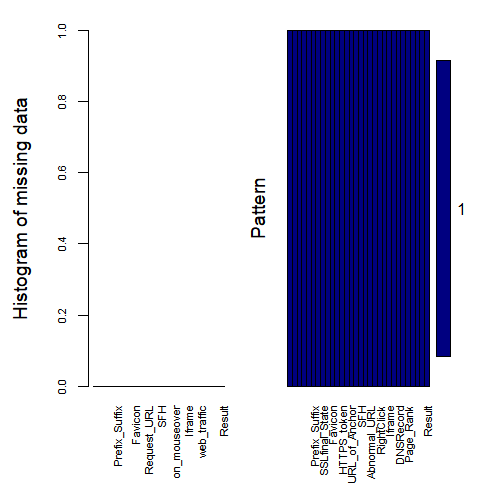 Histogram of missing data
1.0
0.8
0.6
0.4
0.2
0.0
Prefix_Suffix
Favicon
Request_URL
SFH
on_mouseover
Iframe
web_traffic
Result
Pattern
Prefix_Suffix
SSLfinal_State
Favicon
HTTPS_token
URL_of_Anchor
SFH
Abnormal_URL
RightClick
Iframe
DNSRecord
Page_Rank
Result
1